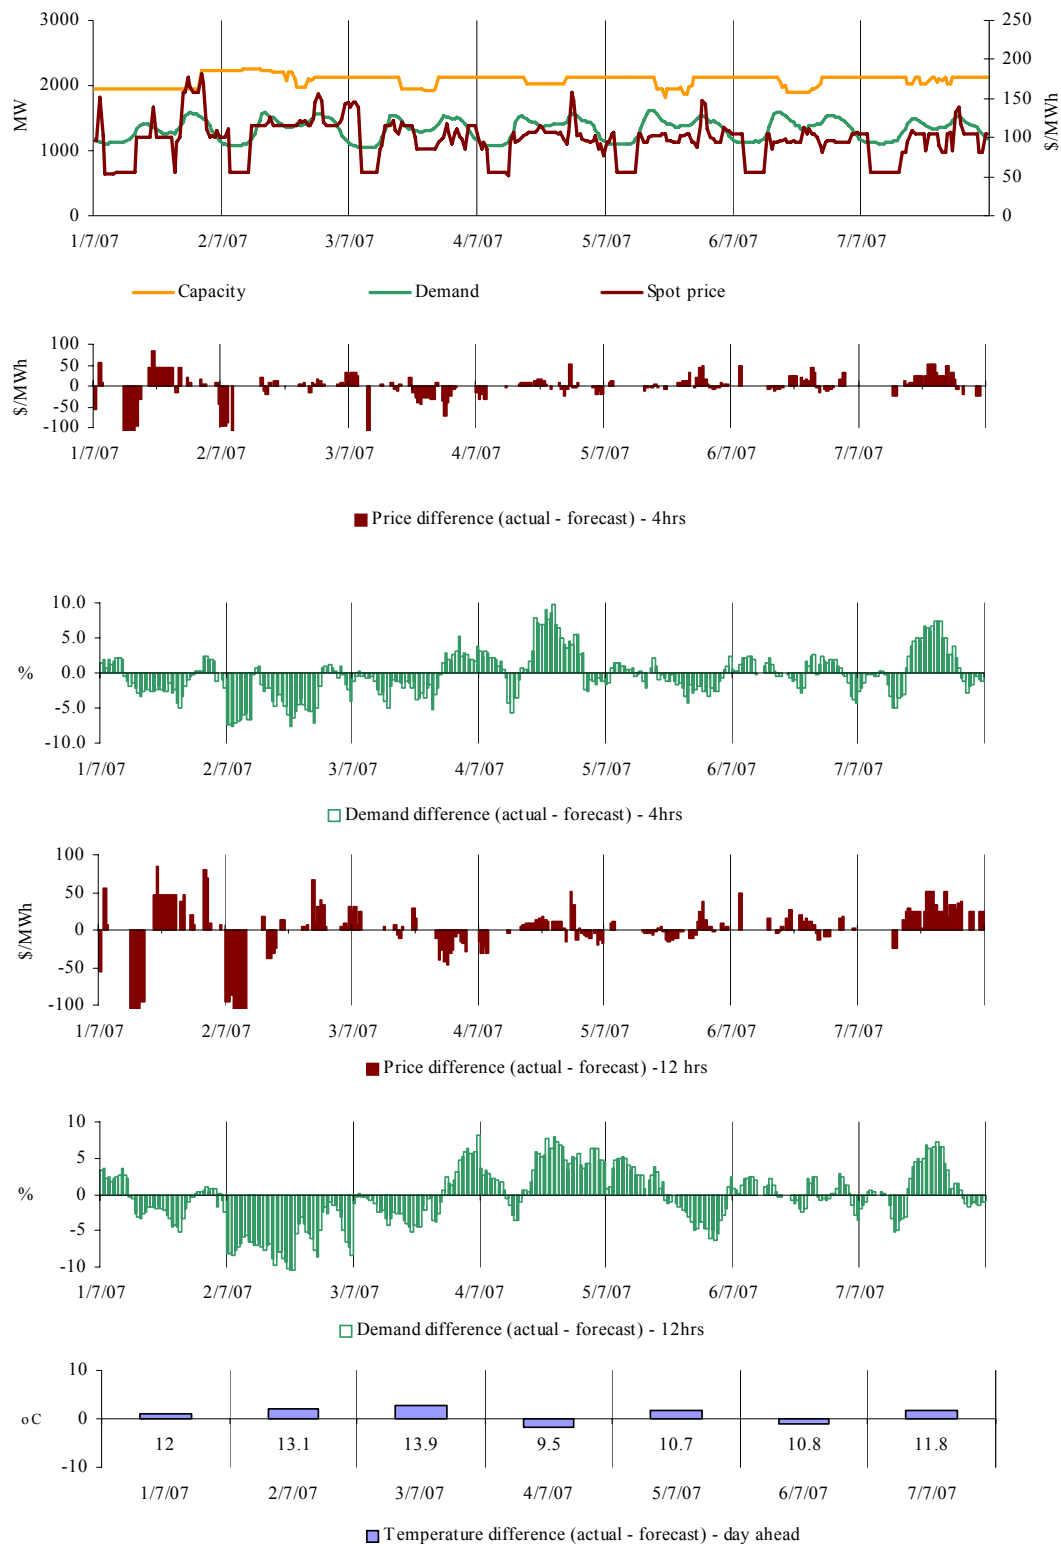 3000
2000
1000
0
MW
250
200
150
100
50
0
$/MWh
1/7/07 2/7/07 3/7/07 4/7/07 5/7/07 6/7/07 7/7/07
Capacity Demand Spot price
100
50
0
-50
-100
$/MWh
1/7/07 2/7/07 3/7/07 4/7/07 5/7/07 6/7/07 7/7/07
Price difference (actual - forecast) - 4hrs
10.0
5.0
0.0
-5.0
-10.0
%
1/7/07 2/7/07 3/7/07 4/7/07 5/7/07 6/7/07 7/7/07
Demand difference (actual - forecast) - 4hrs
100
50
0
-50
-100
$/MWh
1/7/07 2/7/07 3/7/07 4/7/07 5/7/07 6/7/07 7/7/07
Price difference (actual - forecast) -12 hrs
10
5
0
-5
-10
%
1/7/07 2/7/07 3/7/07 4/7/07 5/7/07 6/7/07 7/7/07
Demand difference (actual - forecast) - 12hrs
10
0
-10
oC
12 13.1 13.9 9.5 10.7 10.8 11.8
1/7/07 2/7/07 3/7/07 4/7/07 5/7/07 6/7/07 7/7/07
Temperature difference (actual - forecast) - day ahead